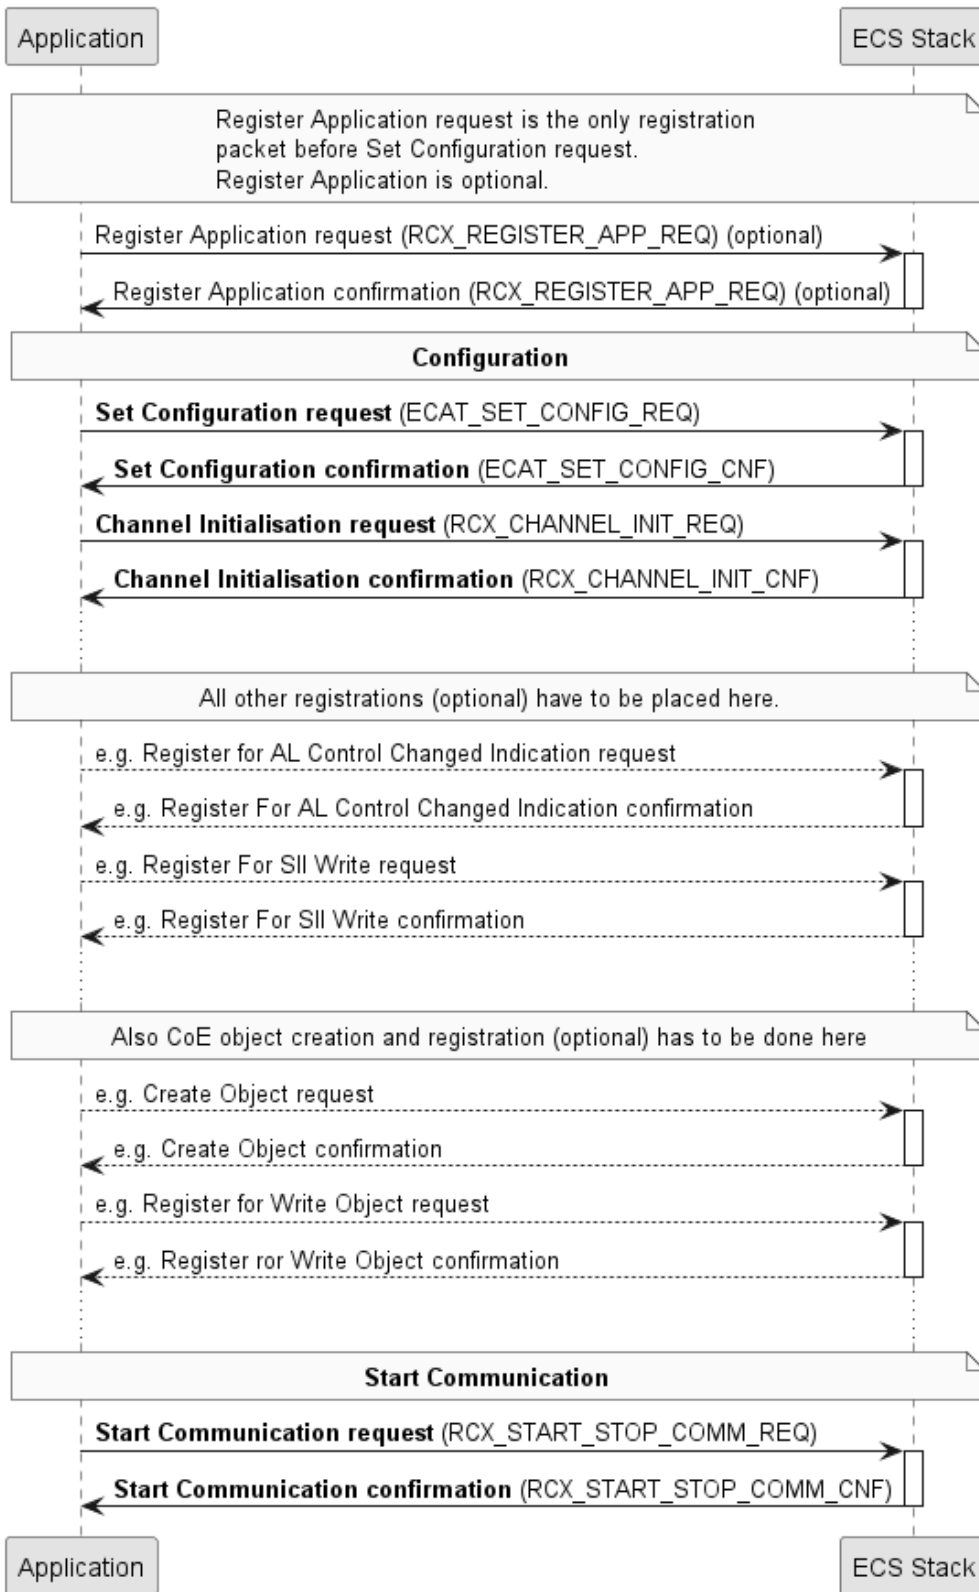 Application
ECS Stack
Register Application request is the only registration
packet before Set Configuration request.
Register Application is optional.
Register Application request (RCX_REGISTER_APP_REQ) (optional)
Register Application confirmation (RCX_REGISTER_APP_REQ) (optional)
Configuration
Set Configuration request (ECAT_SET_CONFIG_REQ)
Set Configuration confirmation (ECAT_SET_CONFIG_CNF)
Channel Initialisation request (RCX_CHANNEL_INIT_REQ)
Channel Initialisation confirmation (RCX_CHANNEL_INIT_CNF)
All other registrations (optional) have to be placed here.
e.g. Register for AL Control Changed Indication request
e.g. Register For AL Control Changed Indication confirmation
e.g. Register For SII Write request
e.g. Register For SII Write confirmation
Also CoE object creation and registration (optional) has to be done here
e.g. Create Object request
e.g. Create Object confirmation
e.g. Register for Write Object request
e.g. Register ror Write Object confirmation
Start Communication
Start Communication request (RCX_START_STOP_COMM_REQ)
Start Communication confirmation (RCX_START_STOP_COMM_CNF)
Application
ECS Stack